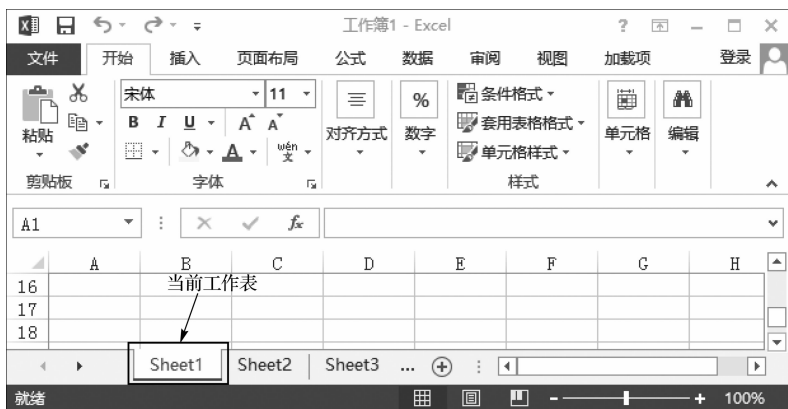 工作簿1 - Excel ?
文件 开始 插入 页面布局 公式 数据 审阅 视图 加载项 登录
宋体 11 % 条件格式
B I U A A 套用表格格式
粘贴 A wén 文 对齐方式 数字 单元格样式 单元格 编辑
剪贴板 字体 样式
A1 fx
A B C D E F G H
当前工作表
16
17
18
Sheet1 Sheet2 Sheet3 ...
就绪 100%